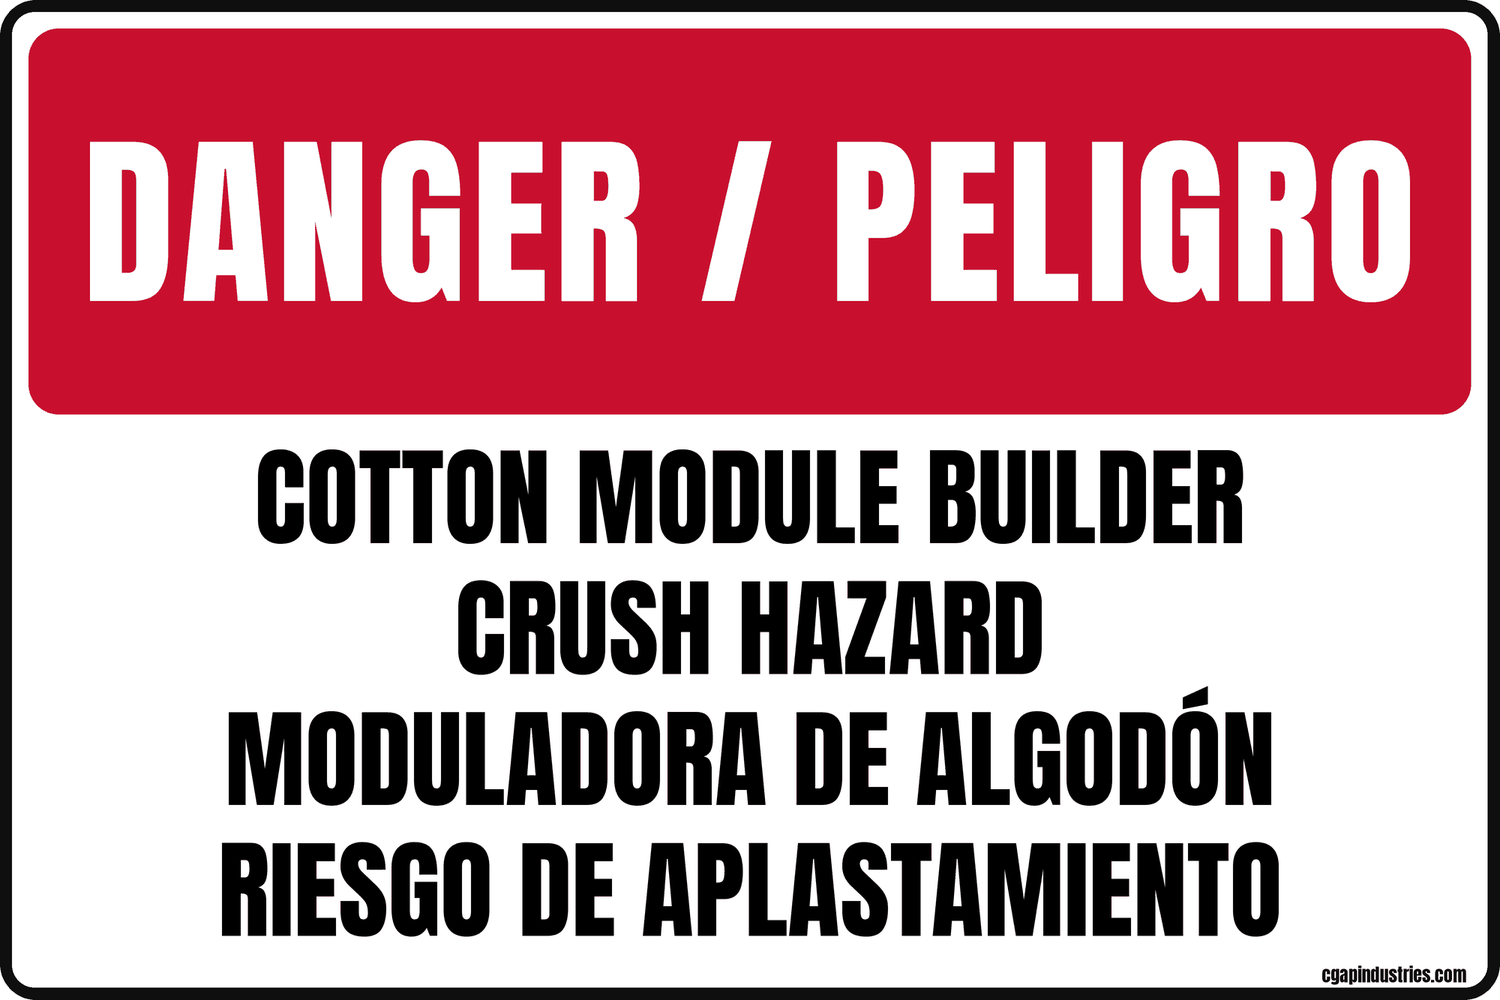 DANGER / PELIGRO
COTTON MODULE BUILDER
CRUSH HAZARD
MODULADORA DE ALGODÓN
RIESGO DE APLASTAMIENTO
cgapindustries.com